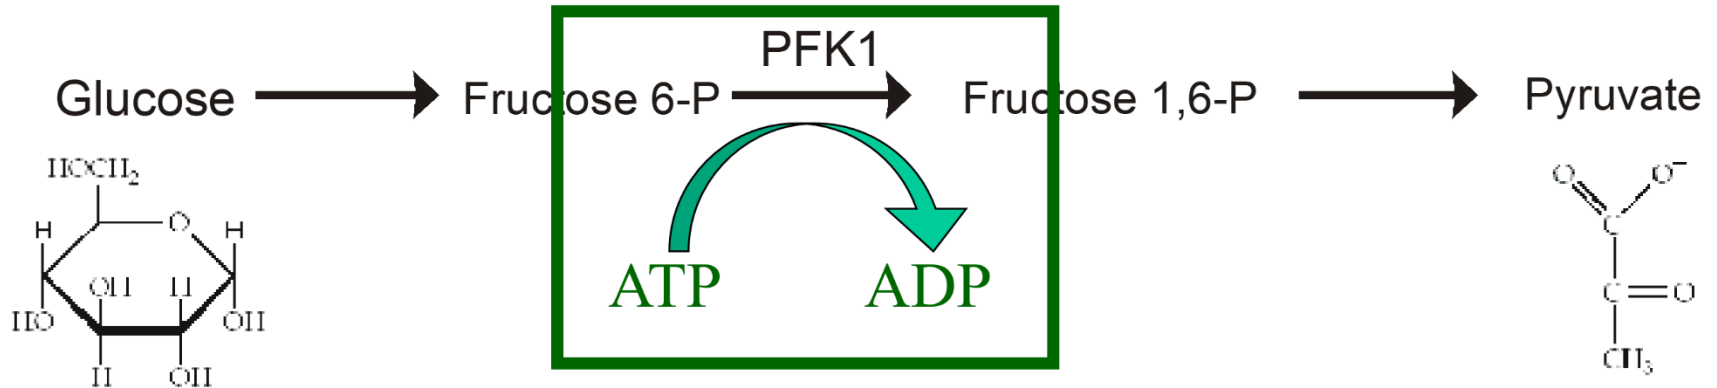 PFK1
Glucose Fructose 6-P Fructose 1,6-P Pyruvate
ATP ADP
HOCH₂
H O H
OH H
HO OH
H OH
O O⁻
C
C O
CH₃